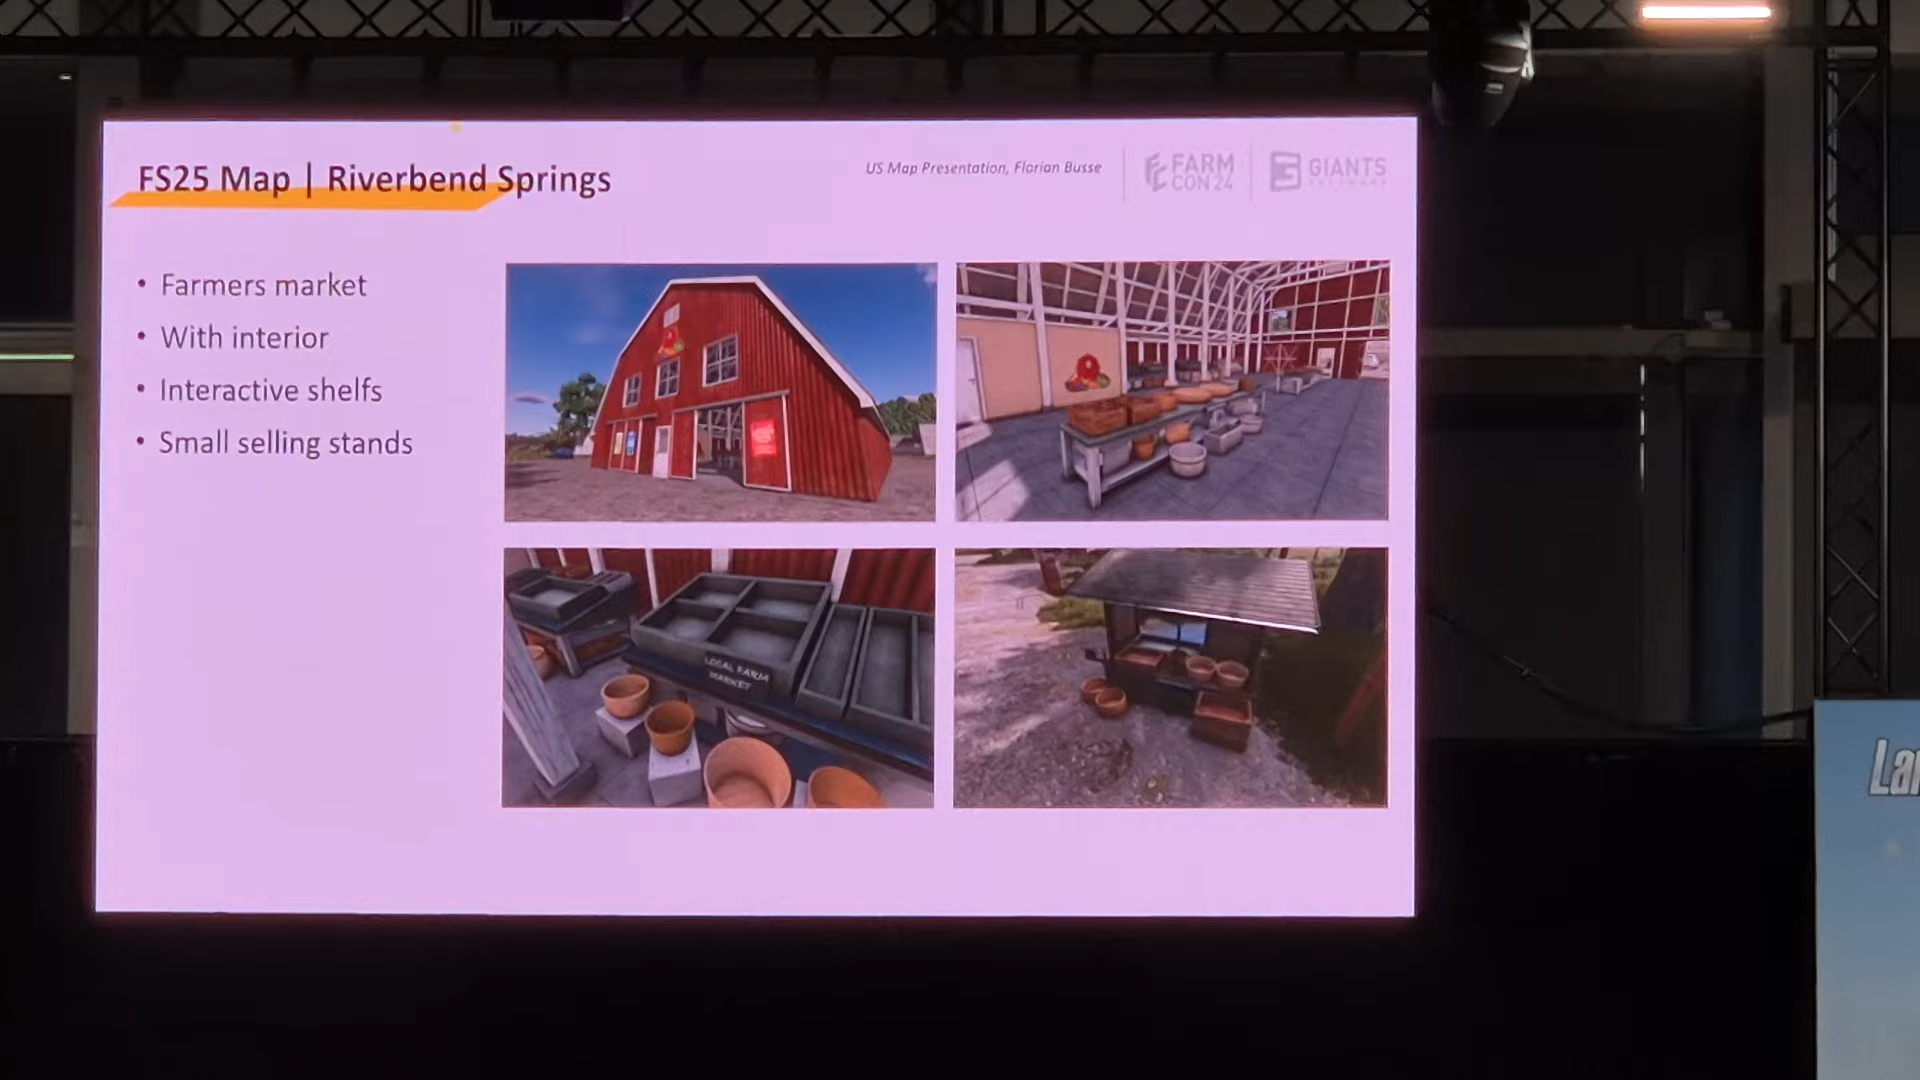 FS25 Map | Riverbend Springs
US Map Presentation, Florian Busse
FARM
CON 24
GIANTS
SOFTWARE
• Farmers market
• With interior
• Interactive shelfs
• Small selling stands
LOCAL FARM
MARKET